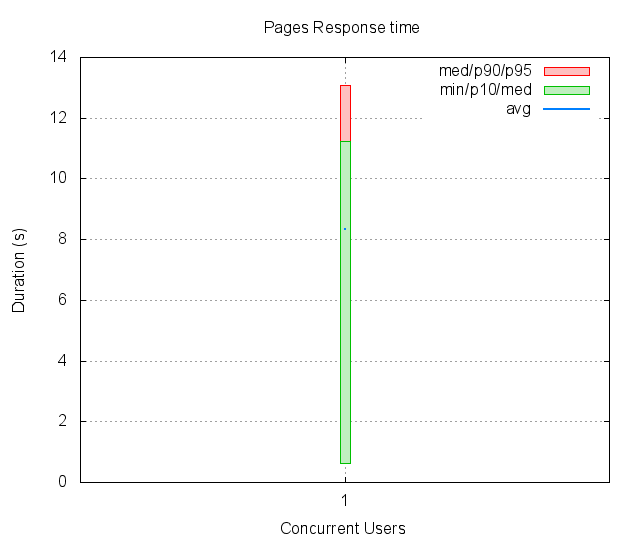 Pages Response time
14
12
10
8
6
4
2
0
Duration (s)
med/p90/p95
min/p10/med
avg
1
Concurrent Users